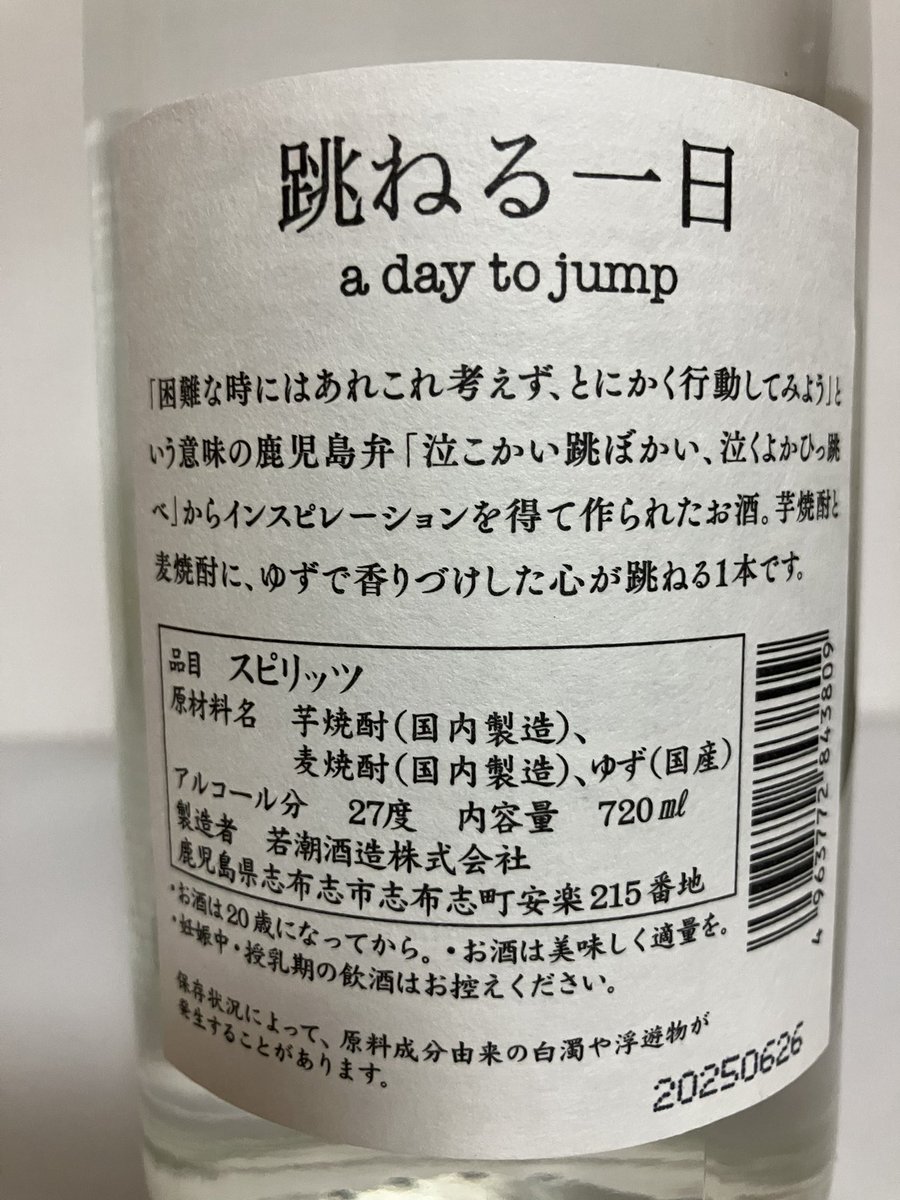 跳ねる一日
a day to jump
「困難な時にはあれこれ考えず、とにかく行動してみよう」と
いう意味の鹿児島弁「泣こかい跳ぼかい、泣くよかひっ跳
べ」からインスピレーションを得て作られたお酒。芋焼酎と
麦焼酎に、ゆずで香りづけした心が跳ねる1本です。
品目 スピリッツ
原材料名 芋焼酎(国内製造)、
麦焼酎(国内製造)、ゆず(国産)
アルコール分 27度 内容量 720ml
製造者 若潮酒造株式会社
鹿児島県志布志市志布志町安楽215番地
・お酒は20歳になってから。・お酒は美味しく適量を。
・妊娠中・授乳期の飲酒はお控えください。
保存状況によって、原料成分由来の白濁や浮遊物が
発生することがあります。
4963772843809
20250626